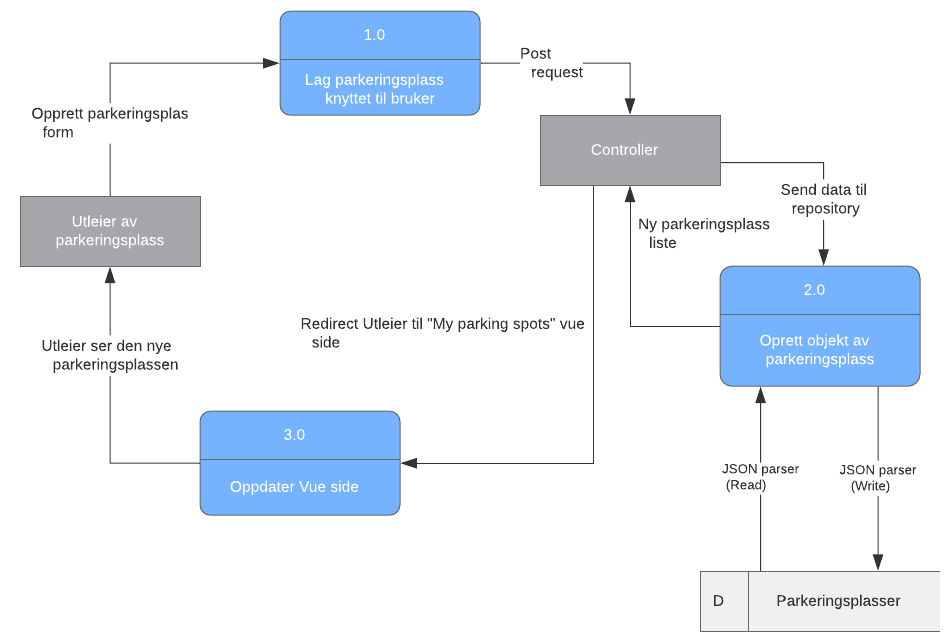 1.0
Lag parkeringsplass
knyttet til bruker
Post
request
Opprett parkeringsplas
form
Controller
Utleier av
parkeringsplass
Send data til
repository
Ny parkeringsplass
liste
2.0
Oprett objekt av
parkeringsplass
Redirect Utleier til "My parking spots" vue
side
Utleier ser den nye
parkeringsplassen
3.0
Oppdater Vue side
JSON parser
(Read)
JSON parser
(Write)
D
Parkeringsplasser